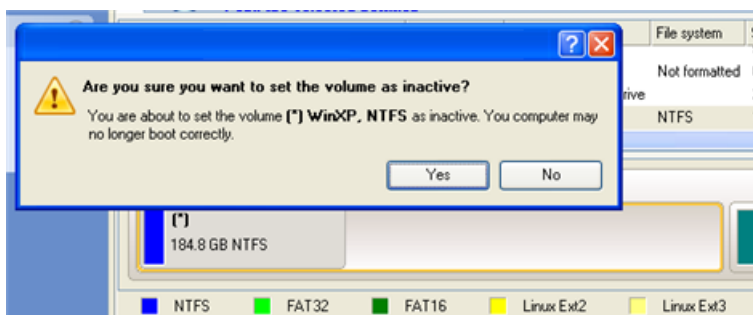 File system
Are you sure you want to set the volume as inactive?
Not formatted
You are about to set the volume (*) WinXP, NTFS as inactive. You computer may
no longer boot correctly.
rive
NTFS
Yes
No
(*)
184.8 GB NTFS
NTFS
FAT32
FAT16
Linux Ext2
Linux Ext3